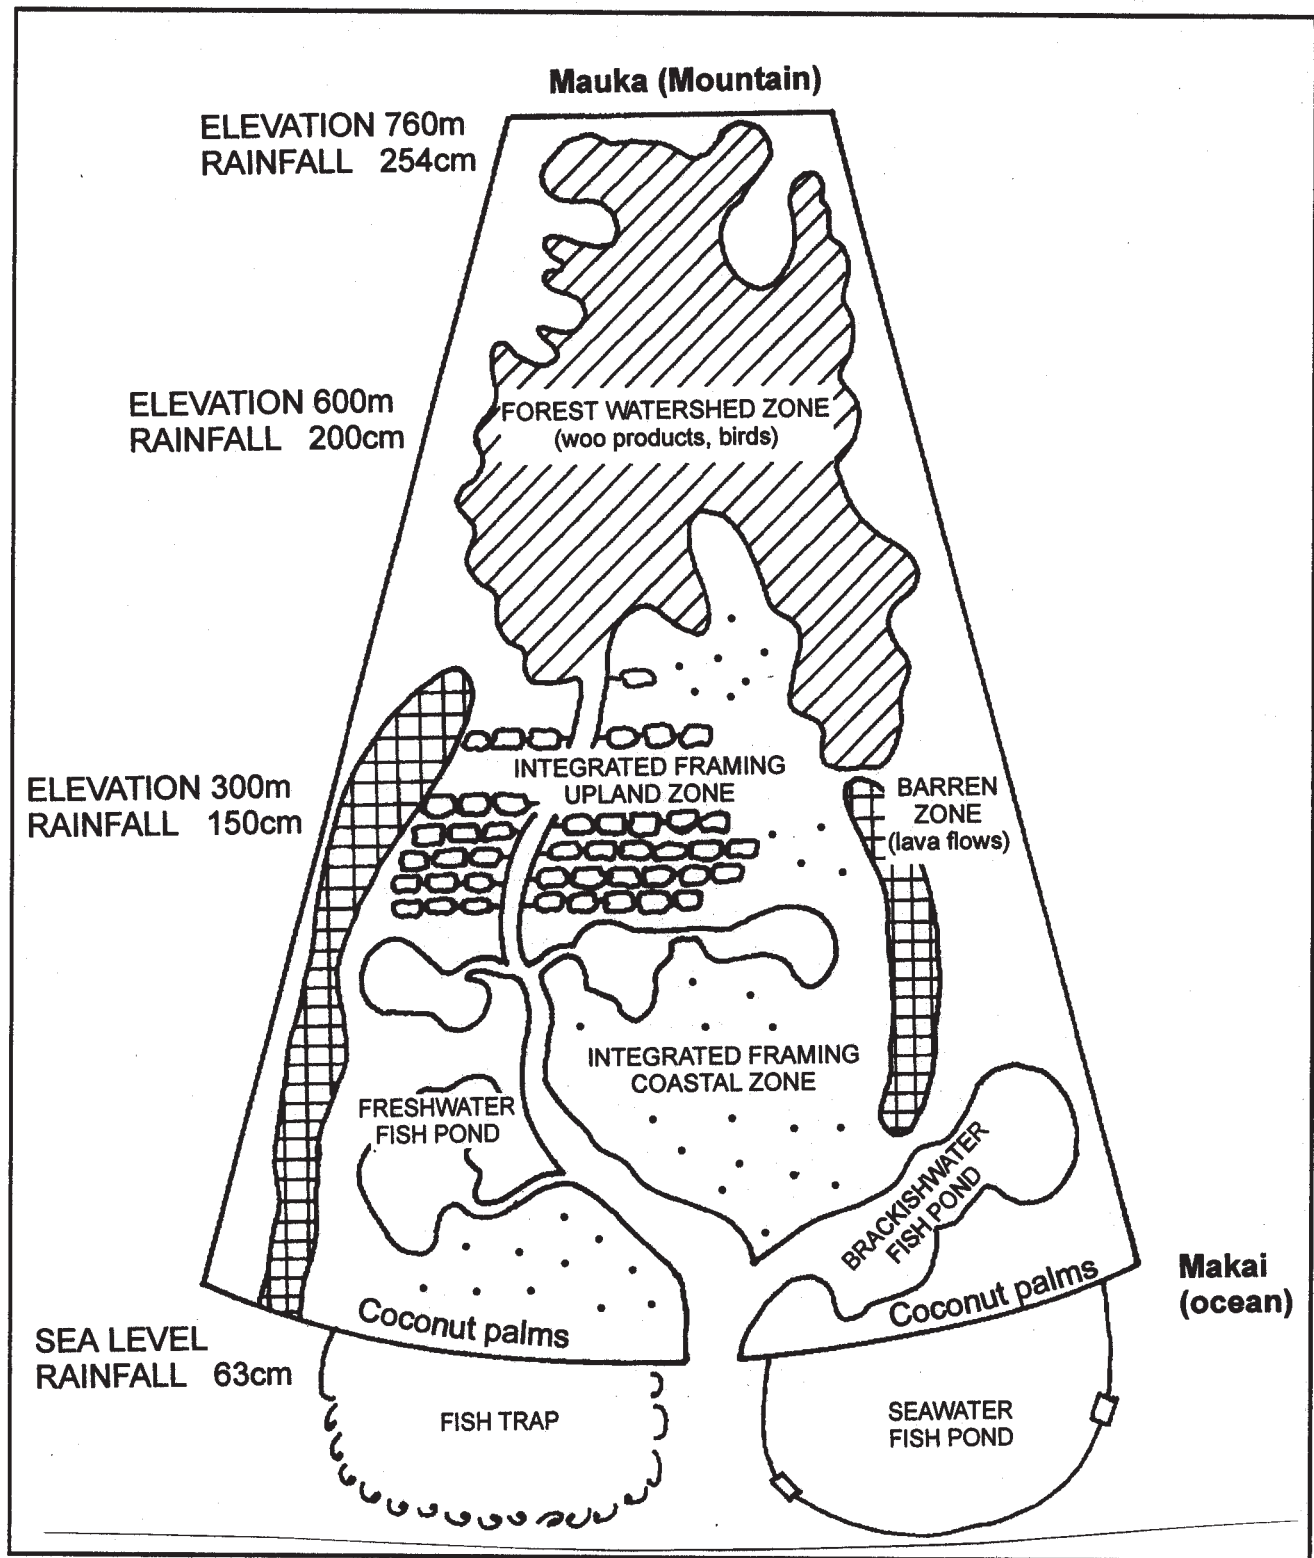 Mauka (Mountain)
ELEVATION 760m
RAINFALL 254cm
ELEVATION 600m
RAINFALL 200cm
FOREST WATERSHED ZONE
(woo products, birds)
ELEVATION 300m
RAINFALL 150cm
INTEGRATED FRAMING
UPLAND ZONE
BARREN
ZONE
(lava flows)
INTEGRATED FRAMING
COASTAL ZONE
FRESHWATER
FISH POND
BRACKISHWATER
FISH POND
Coconut palms
Coconut palms
Makai
(ocean)
SEA LEVEL
RAINFALL 63cm
FISH TRAP
SEAWATER
FISH POND